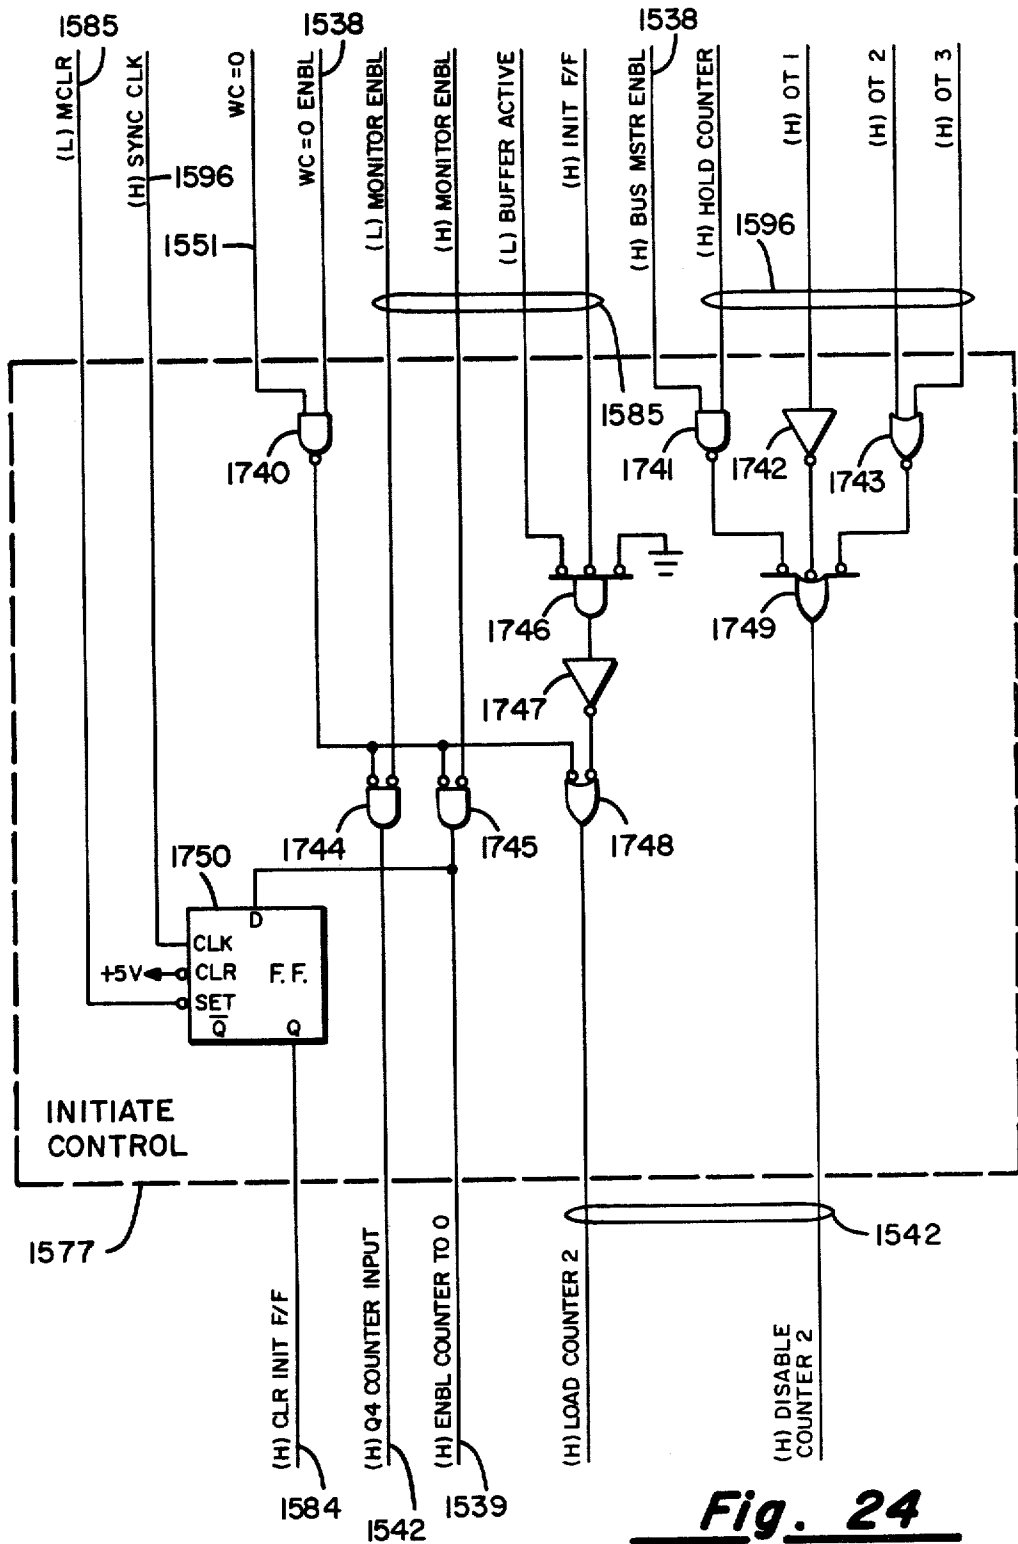 1585
1538
1538
(L) MCLR
(H) SYNC CLK
WC=0
WC=0 ENBL
(L) MONITOR ENBL
(H) MONITOR ENBL
(L) BUFFER ACTIVE
(H) INIT F/F
(H) BUS MSTR ENBL
(H) HOLD COUNTER
(H) OT 1
(H) OT 2
(H) OT 3
1596
1551
1596
1585
1740
1741
1742
1743
1746
1749
1747
1744
1745
1748
1750
D
CLK
+5V
CLR
F.F.
SET
Q̅
Q
INITIATE
CONTROL
1577
1542
(H) CLR INIT F/F
(H) Q4 COUNTER INPUT
(H) ENBL COUNTER TO 0
(H) LOAD COUNTER 2
(H) DISABLE
COUNTER 2
1584
1542
1539
Fig. 24